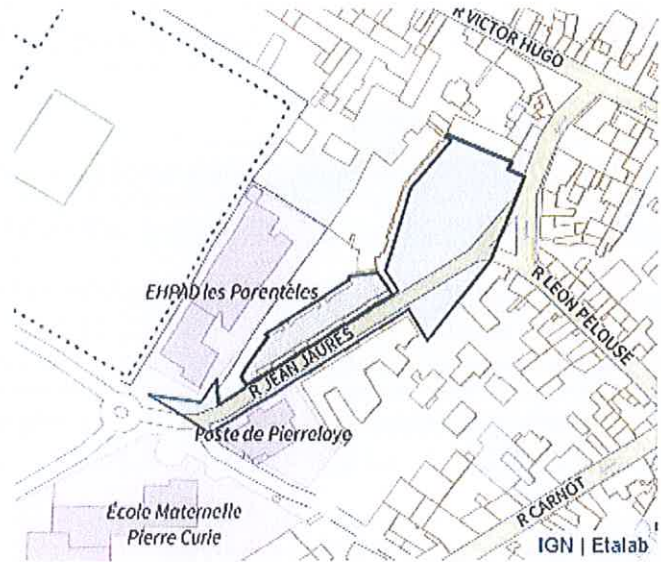 R VICTOR HUGO
EHPAD les Parentèles
R LEON PELOUSE
R JEAN JAURES
Poste de Pierrelaye
École Maternelle
Pierre Curie
R CARNOT
IGN | Etalab